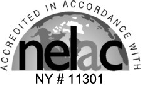 ACCREDITED IN ACCORDANCE WITH
nelac
NY # 11301